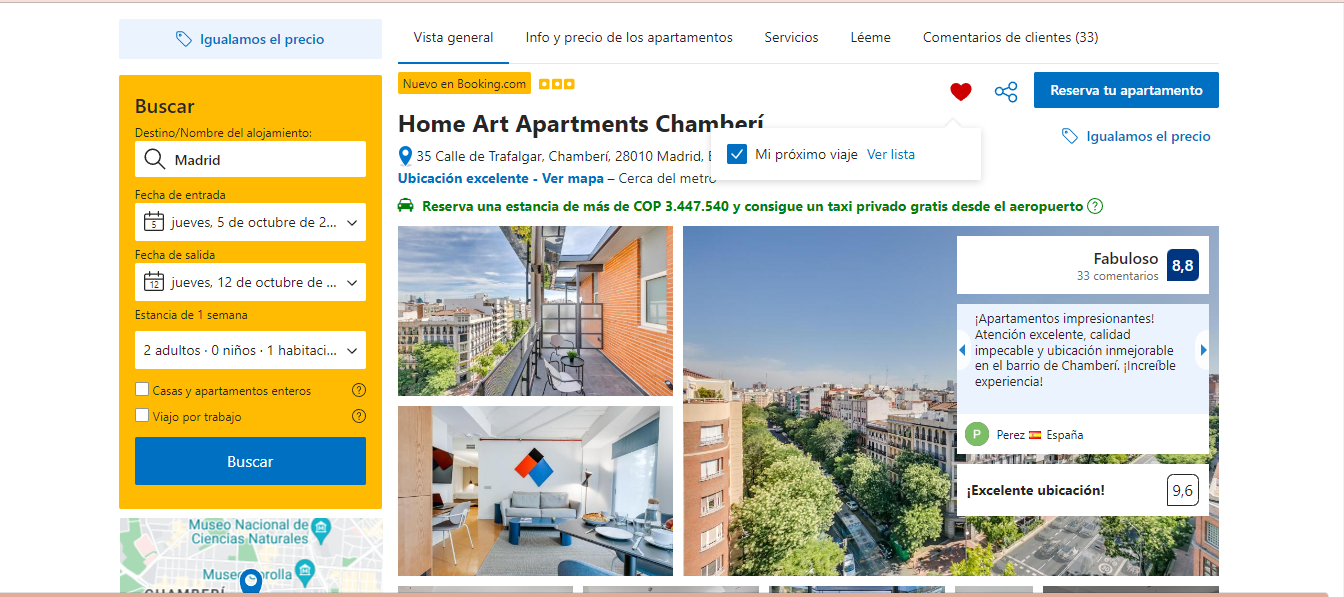 Igualamos el precio
Buscar
Destino/Nombre del alojamiento:
Madrid
Fecha de entrada
5
jueves, 5 de octubre de 2...
Fecha de salida
12
jueves, 12 de octubre de ...
Estancia de 1 semana
2 adultos · 0 niños · 1 habitaci...
Casas y apartamentos enteros
Viajo por trabajo
Buscar
Museo Nacional de
Ciencias Naturales
CHAMBERÍ
Vista general
Info y precio de los apartamentos
Servicios
Léeme
Comentarios de clientes (33)
Nuevo en Booking.com
Reserva tu apartamento
Home Art Apartments Chamberí
Igualamos el precio
35 Calle de Trafalgar, Chamberí, 28010 Madrid,
Mi próximo viaje Ver lista
Ubicación excelente - Ver mapa – Cerca del metro
Reserva una estancia de más de COP 3.447.540 y consigue un taxi privado gratis desde el aeropuerto
Fabuloso
33 comentarios
8,8
¡Apartamentos impresionantes!
Atención excelente, calidad
impecable y ubicación inmejorable
en el barrio de Chamberí. ¡Increíble
experiencia!
P
Perez España
¡Excelente ubicación!
9,6